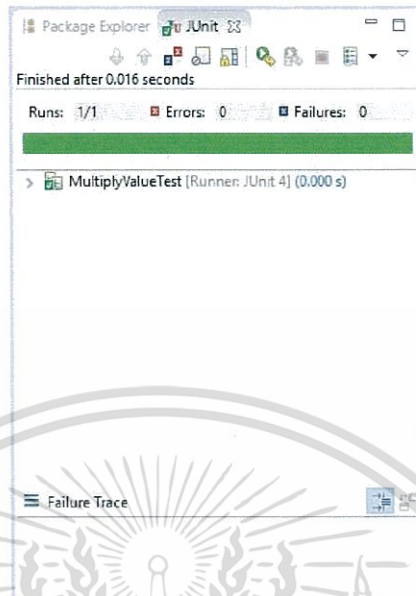 Package Explorer JUnit
Finished after 0.016 seconds
Runs: 1/1 Errors: 0 Failures: 0
MultiplyValueTest [Runner: JUnit 4] (0.000 s)
Failure Trace